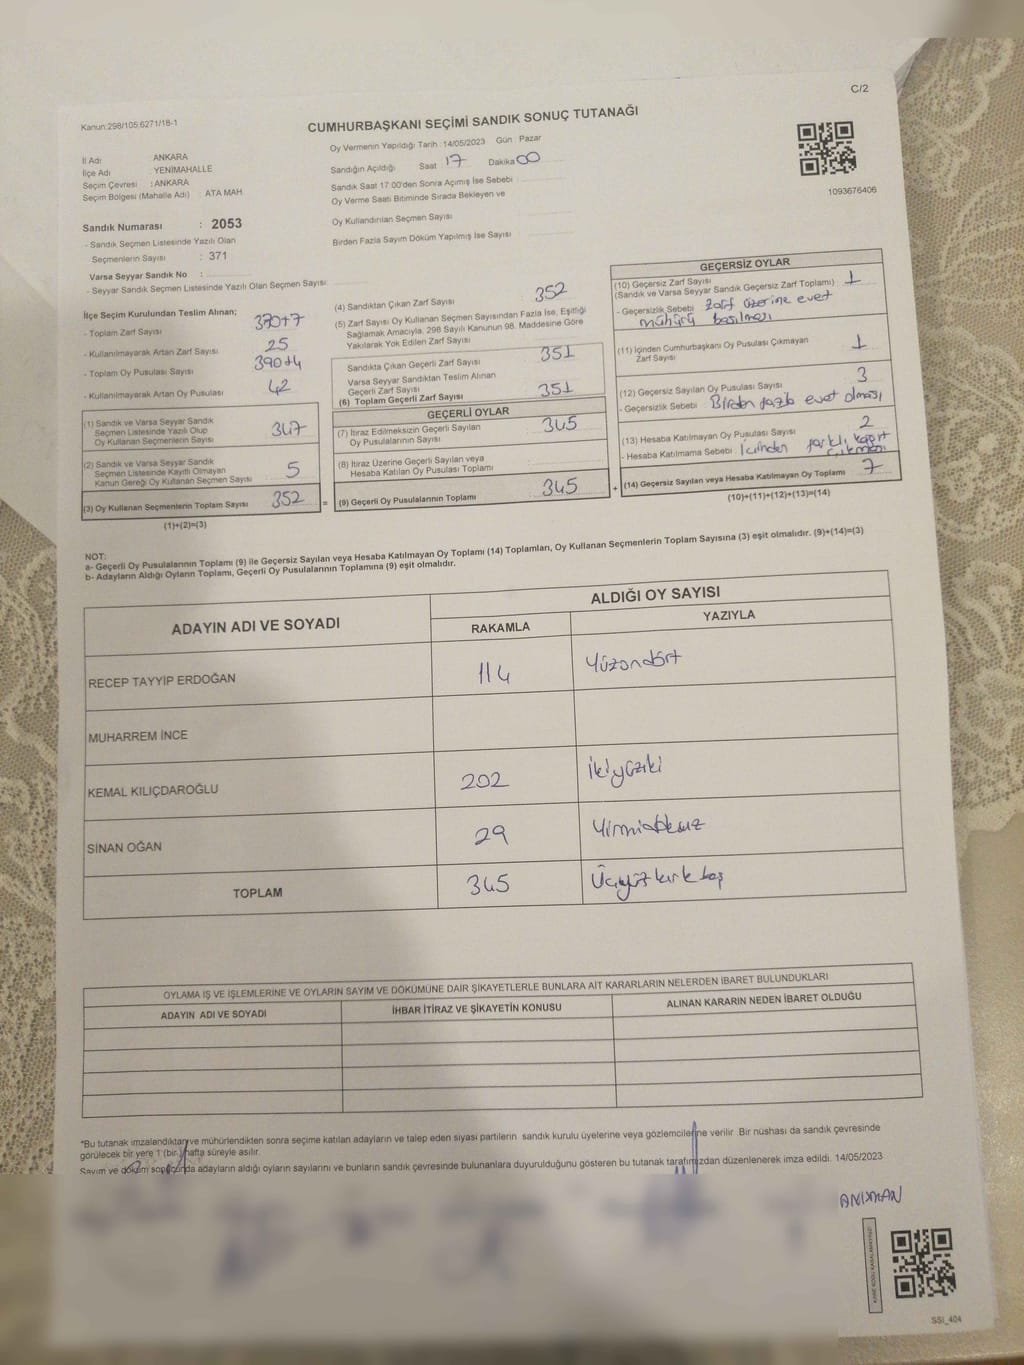 C/2
Kanun:298/105,6271/18-1
CUMHURBAŞKANI SEÇİMİ SANDIK SONUÇ TUTANAĞI
İl Adı ANKARA
İlçe Adı YENİMAHALLE
Seçim Çevresi : ANKARA
Seçim Bölgesi (Mahalle Adı) : ATA MAH
Oy Vermenin Yapıldığı Tarih :14/05/2023 Gün : Pazar
Sandığın Açıldığı Saat :17 Dakika 00
Sandık Saat 17.00'den Sonra Açımış İse Sebebi
Oy Verme Saati Bitiminde Sırada Bekleyen ve
Oy Kullandırılan Seçmen Sayısı
Birden Fazla Sayım Döküm Yapılmış İse Sayısı
1093676406
Sandık Numarası : 2053
- Sandık Seçmen Listesinde Yazılı Olan
Seçmenlerin Sayısı : 371
Varsa Seyyar Sandık No :
- Seyyar Sandık Seçmen Listesinde Yazılı Olan Seçmen Sayısı
İlçe Seçim Kurulundan Teslim Alınan;
- Toplam Zarf Sayısı 370+7
- Kullanılmayarak Artan Zarf Sayısı 25
- Toplam Oy Pusulası Sayısı 390+4
- Kullanılmayarak Artan Oy Pusulası 42
(1) Sandık ve Varsa Seyyar Sandık
Seçmen Listesinde Yazılı Olup
Oy Kullanan Seçmenlerin Sayısı 347
(2) Sandık ve Varsa Seyyar Sandık
Seçmen Listesinde Kayıtlı Olmayan
Kanun Gereği Oy Kullanan Seçmen Sayısı 5
(3) Oy Kullanan Seçmenlerin Toplam Sayısı 352 =
(1)+(2)=(3)
(4) Sandıktan Çıkan Zarf Sayısı 352
(5) Zarf Sayısı Oy Kullanan Seçmen Sayısından Fazla İse, Eşitliği
Sağlamak Amacıyla, 298 Sayılı Kanunun 98. Maddesine Göre
Yakılarak Yok Edilen Zarf Sayısı
Sandıkta Çıkan Geçerli Zarf Sayısı 351
Varsa Seyyar Sandıktan Teslim Alınan
Geçerli Zarf Sayısı
(6) Toplam Geçerli Zarf Sayısı 351
GEÇERLİ OYLAR
(7) İtiraz Edilmeksizin Geçerli Sayılan
Oy Pusulalarının Sayısı 345
(8) İtiraz Üzerine Geçerli Sayılan veya
Hesaba Katılan Oy Pusulası Toplamı
(9) Geçerli Oy Pusulalarının Toplamı 345 +
GEÇERSİZ OYLAR
(10) Geçersiz Zarf Sayısı
(Sandık ve Varsa Seyyar Sandık Geçersiz Zarf Toplamı) 1
- Geçersizlik Sebebi Zarf üzerine evet
mühürü basılması
(11) İçinden Cumhurbaşkanı Oy Pusulası Çıkmayan
Zarf Sayısı 1
(12) Geçersiz Sayılan Oy Pusulası Sayısı 3
- Geçersizlik Sebebi Birden fazla evet olması
(13) Hesaba Katılmayan Oy Pusulası Sayısı 2
- Hesaba Katılmama Sebebi İçinden farklı kağıt
çıkması
(14) Geçersiz Sayılan veya Hesaba Katılmayan Oy Toplamı 7
(10)+(11)+(12)+(13)=(14)
NOT:
a- Geçerli Oy Pusulalarının Toplamı (9) ile Geçersiz Sayılan veya Hesaba Katılmayan Oy Toplamı (14) Toplamları, Oy Kullanan Seçmenlerin Toplam Sayısına (3) eşit olmalıdır. (9)+(14)=(3)
b- Adayların Aldığı Oyların Toplamı, Geçerli Oy Pusulalarının Toplamına (9) eşit olmalıdır.
ADAYIN ADI VE SOYADI
ALDIĞI OY SAYISI
RAKAMLA YAZIYLA
RECEP TAYYİP ERDOĞAN 114 Yüzondört
MUHARREM İNCE
KEMAL KILIÇDAROĞLU 202 İkiyüziki
SİNAN OĞAN 29 Yirmidokuz
TOPLAM 345 Üçyüzkırkbeş
OYLAMA İŞ VE İŞLEMLERİNE VE OYLARIN SAYIM VE DÖKÜMÜNE DAİR ŞİKAYETLERLE BUNLARA AİT KARARLARIN NELERDEN İBARET BULUNDUKLARI
ADAYIN ADI VE SOYADI İHBAR İTİRAZ VE ŞİKAYETİN KONUSU ALINAN KARARIN NEDEN İBARET OLDUĞU
*Bu tutanak imzalandıktan ve mühürlendikten sonra seçime katılan adayların ve talep eden siyasi partilerin sandık kurulu üyelerine veya gözlemcilerine verilir. Bir nüshası da sandık çevresinde
görülecek bir yere 1 (bir) hafta süreyle asılır.
Sayım ve döküm sonucunda adayların aldığı oyların sayılarını ve bunların sandık çevresinde bulunanlara duyurulduğunu gösteren bu tutanak tarafımızdan düzenlenerek imza edildi. 14/05/2023
SSI_404